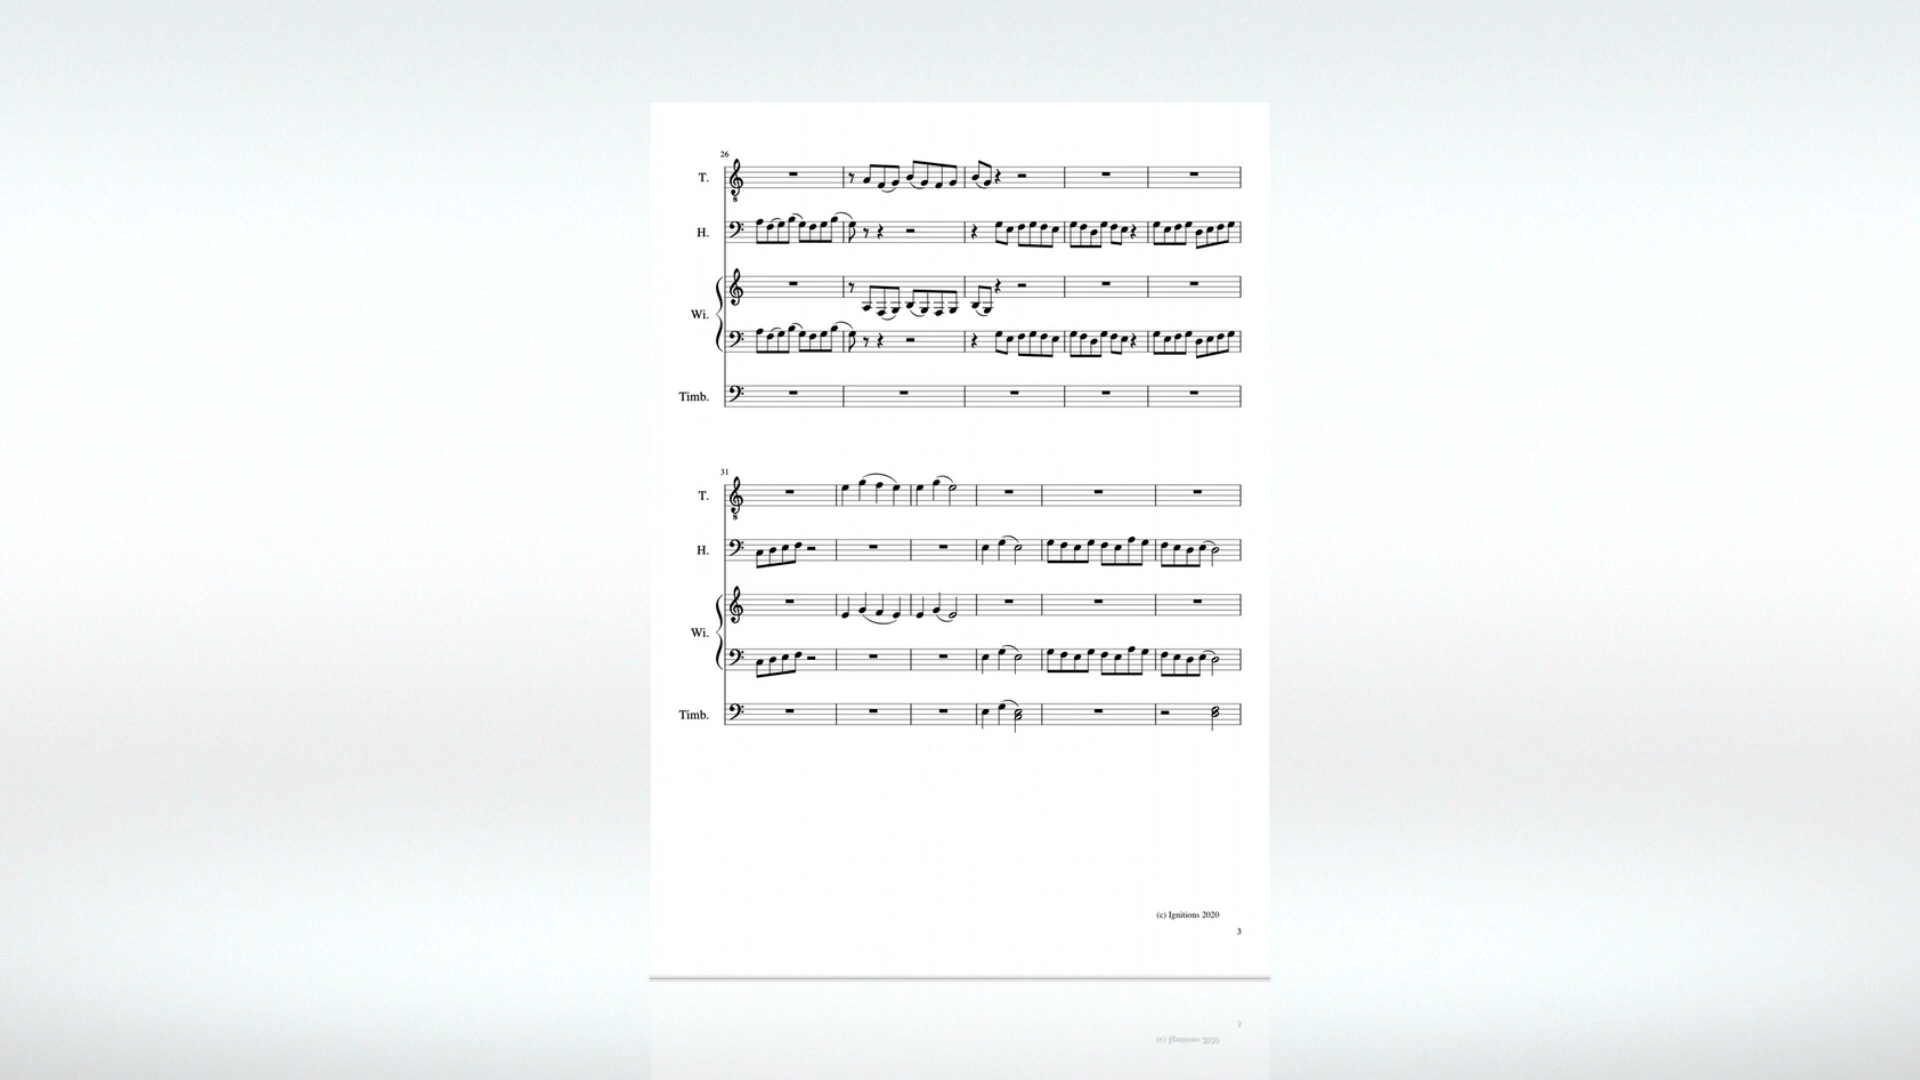 26
T.
H.
Wi.
Timb.
31
T.
H.
Wi.
Timb.
(c) Ignitions 2020
3